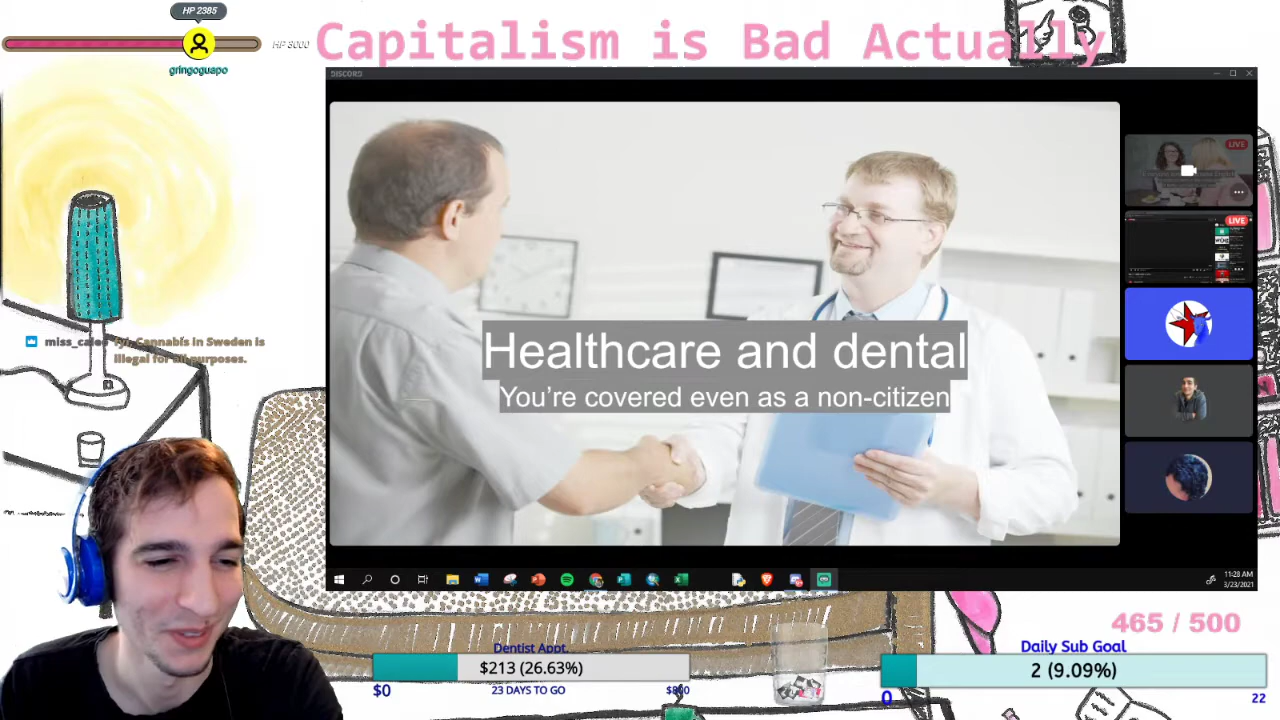 HP 2385
HP 3000
gringoguapo
Capitalism is Bad Actually
DISCORD
LIVE
LIVE
Healthcare and dental
You're covered even as a non-citizen
fyi, Cannabis in Sweden is
illegal for all purposes.
11:28 AM
3/23/2021
465 / 500
Dentist Appt.
$213 (26.63%)
$0
23 DAYS TO GO
$800
Daily Sub Goal
2 (9.09%)
0
22